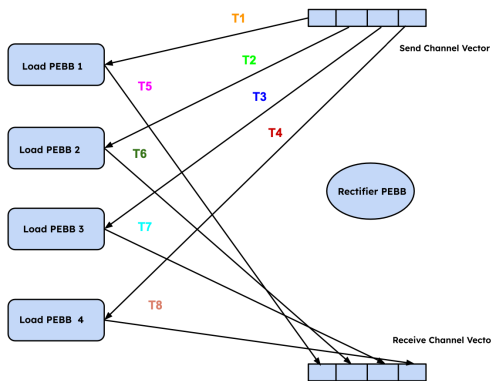 T1
Send Channel Vector
Load PEBB 1
T2
T5
T3
T4
Load PEBB 2
T6
Rectifier PEBB
Load PEBB 3
T7
T8
Load PEBB 4
Receive Channel Vecto